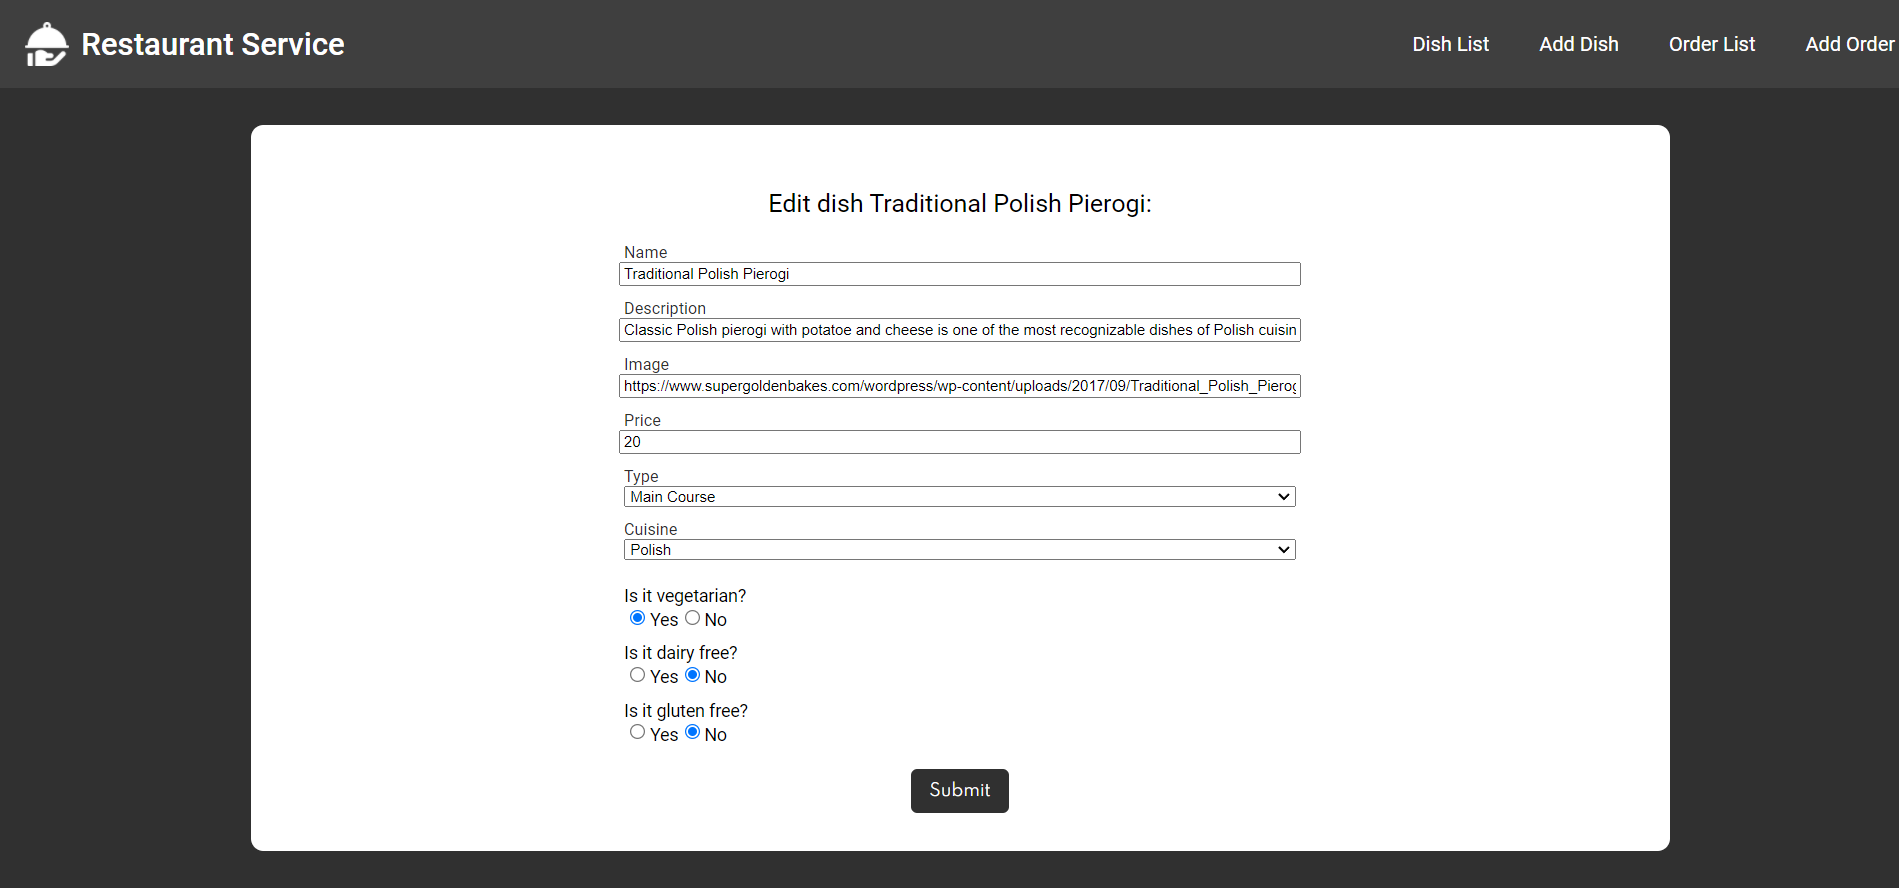 Restaurant Service
Dish List
Add Dish
Order List
Add Order
Edit dish Traditional Polish Pierogi:
Name
Traditional Polish Pierogi
Description
Classic Polish pierogi with potatoe and cheese is one of the most recognizable dishes of Polish cuisin
Image
https://www.supergoldenbakes.com/wordpress/wp-content/uploads/2017/09/Traditional_Polish_Pierog
Price
20
Type
Main Course
Cuisine
Polish
Is it vegetarian?
Yes No
Is it dairy free?
Yes No
Is it gluten free?
Yes No
Submit